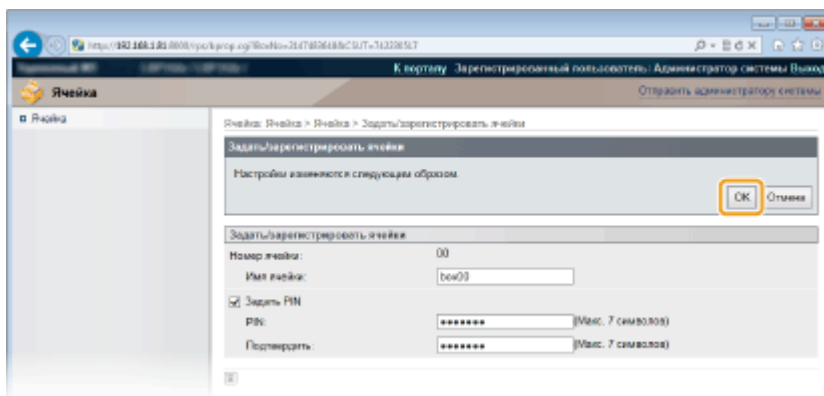 К порталу Зарегистрированный пользователь: Администратор системы Выход
Ячейка
Отправить администратору системы
Ячейка
Ячейка: Ячейка > Ячейка > Задать/зарегистрировать ячейки
Задать/зарегистрировать ячейки
Настройки изменяются следующим образом.
OK Отмена
Задать/зарегистрировать ячейки
Номер ячейки: 00
Имя ячейки: box00
Задать PIN
PIN: ••••••• (Макс. 7 символов)
Подтвердить: ••••••• (Макс. 7 символов)